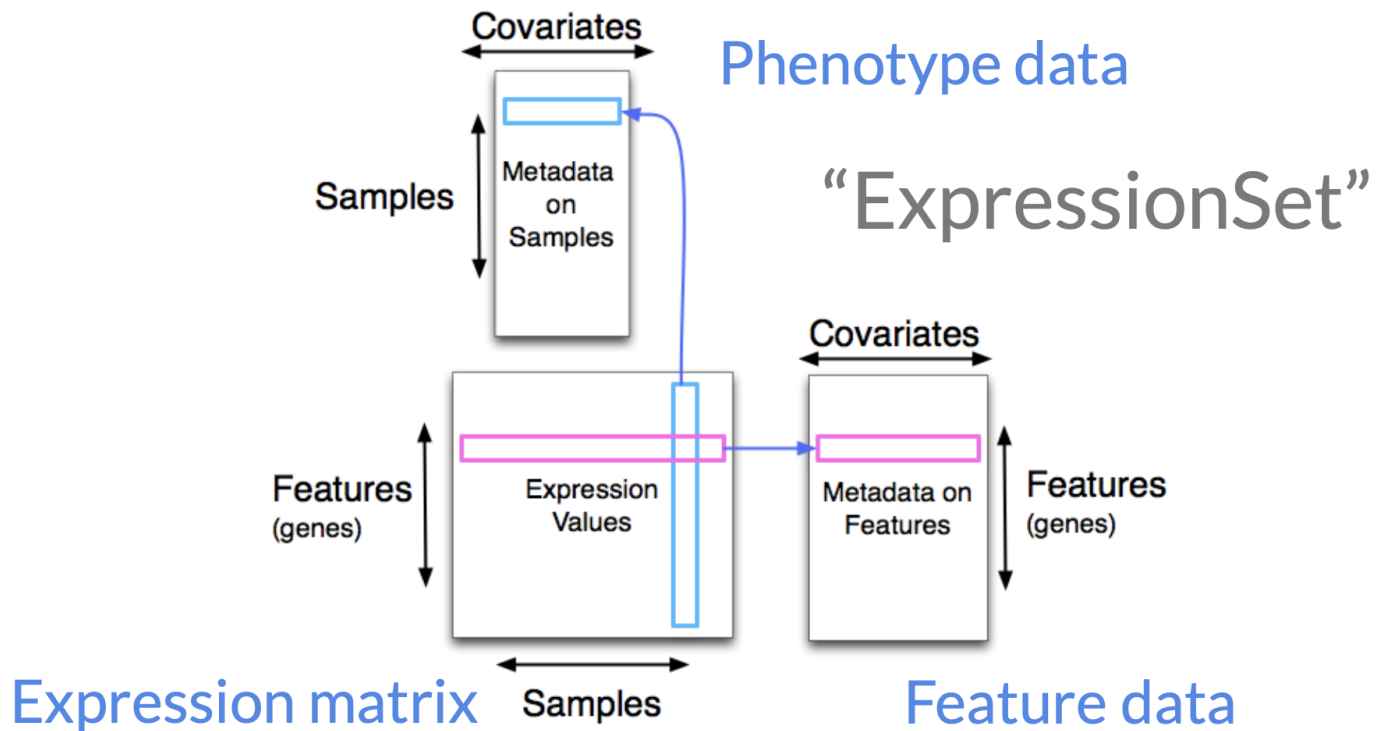 Covariates
Phenotype data
“ExpressionSet”
Samples
Metadata
on
Samples
Covariates
Features
(genes)
Expression
Values
Metadada on
Features
Features
(genes)
Expression matrix
Samples
Feature data